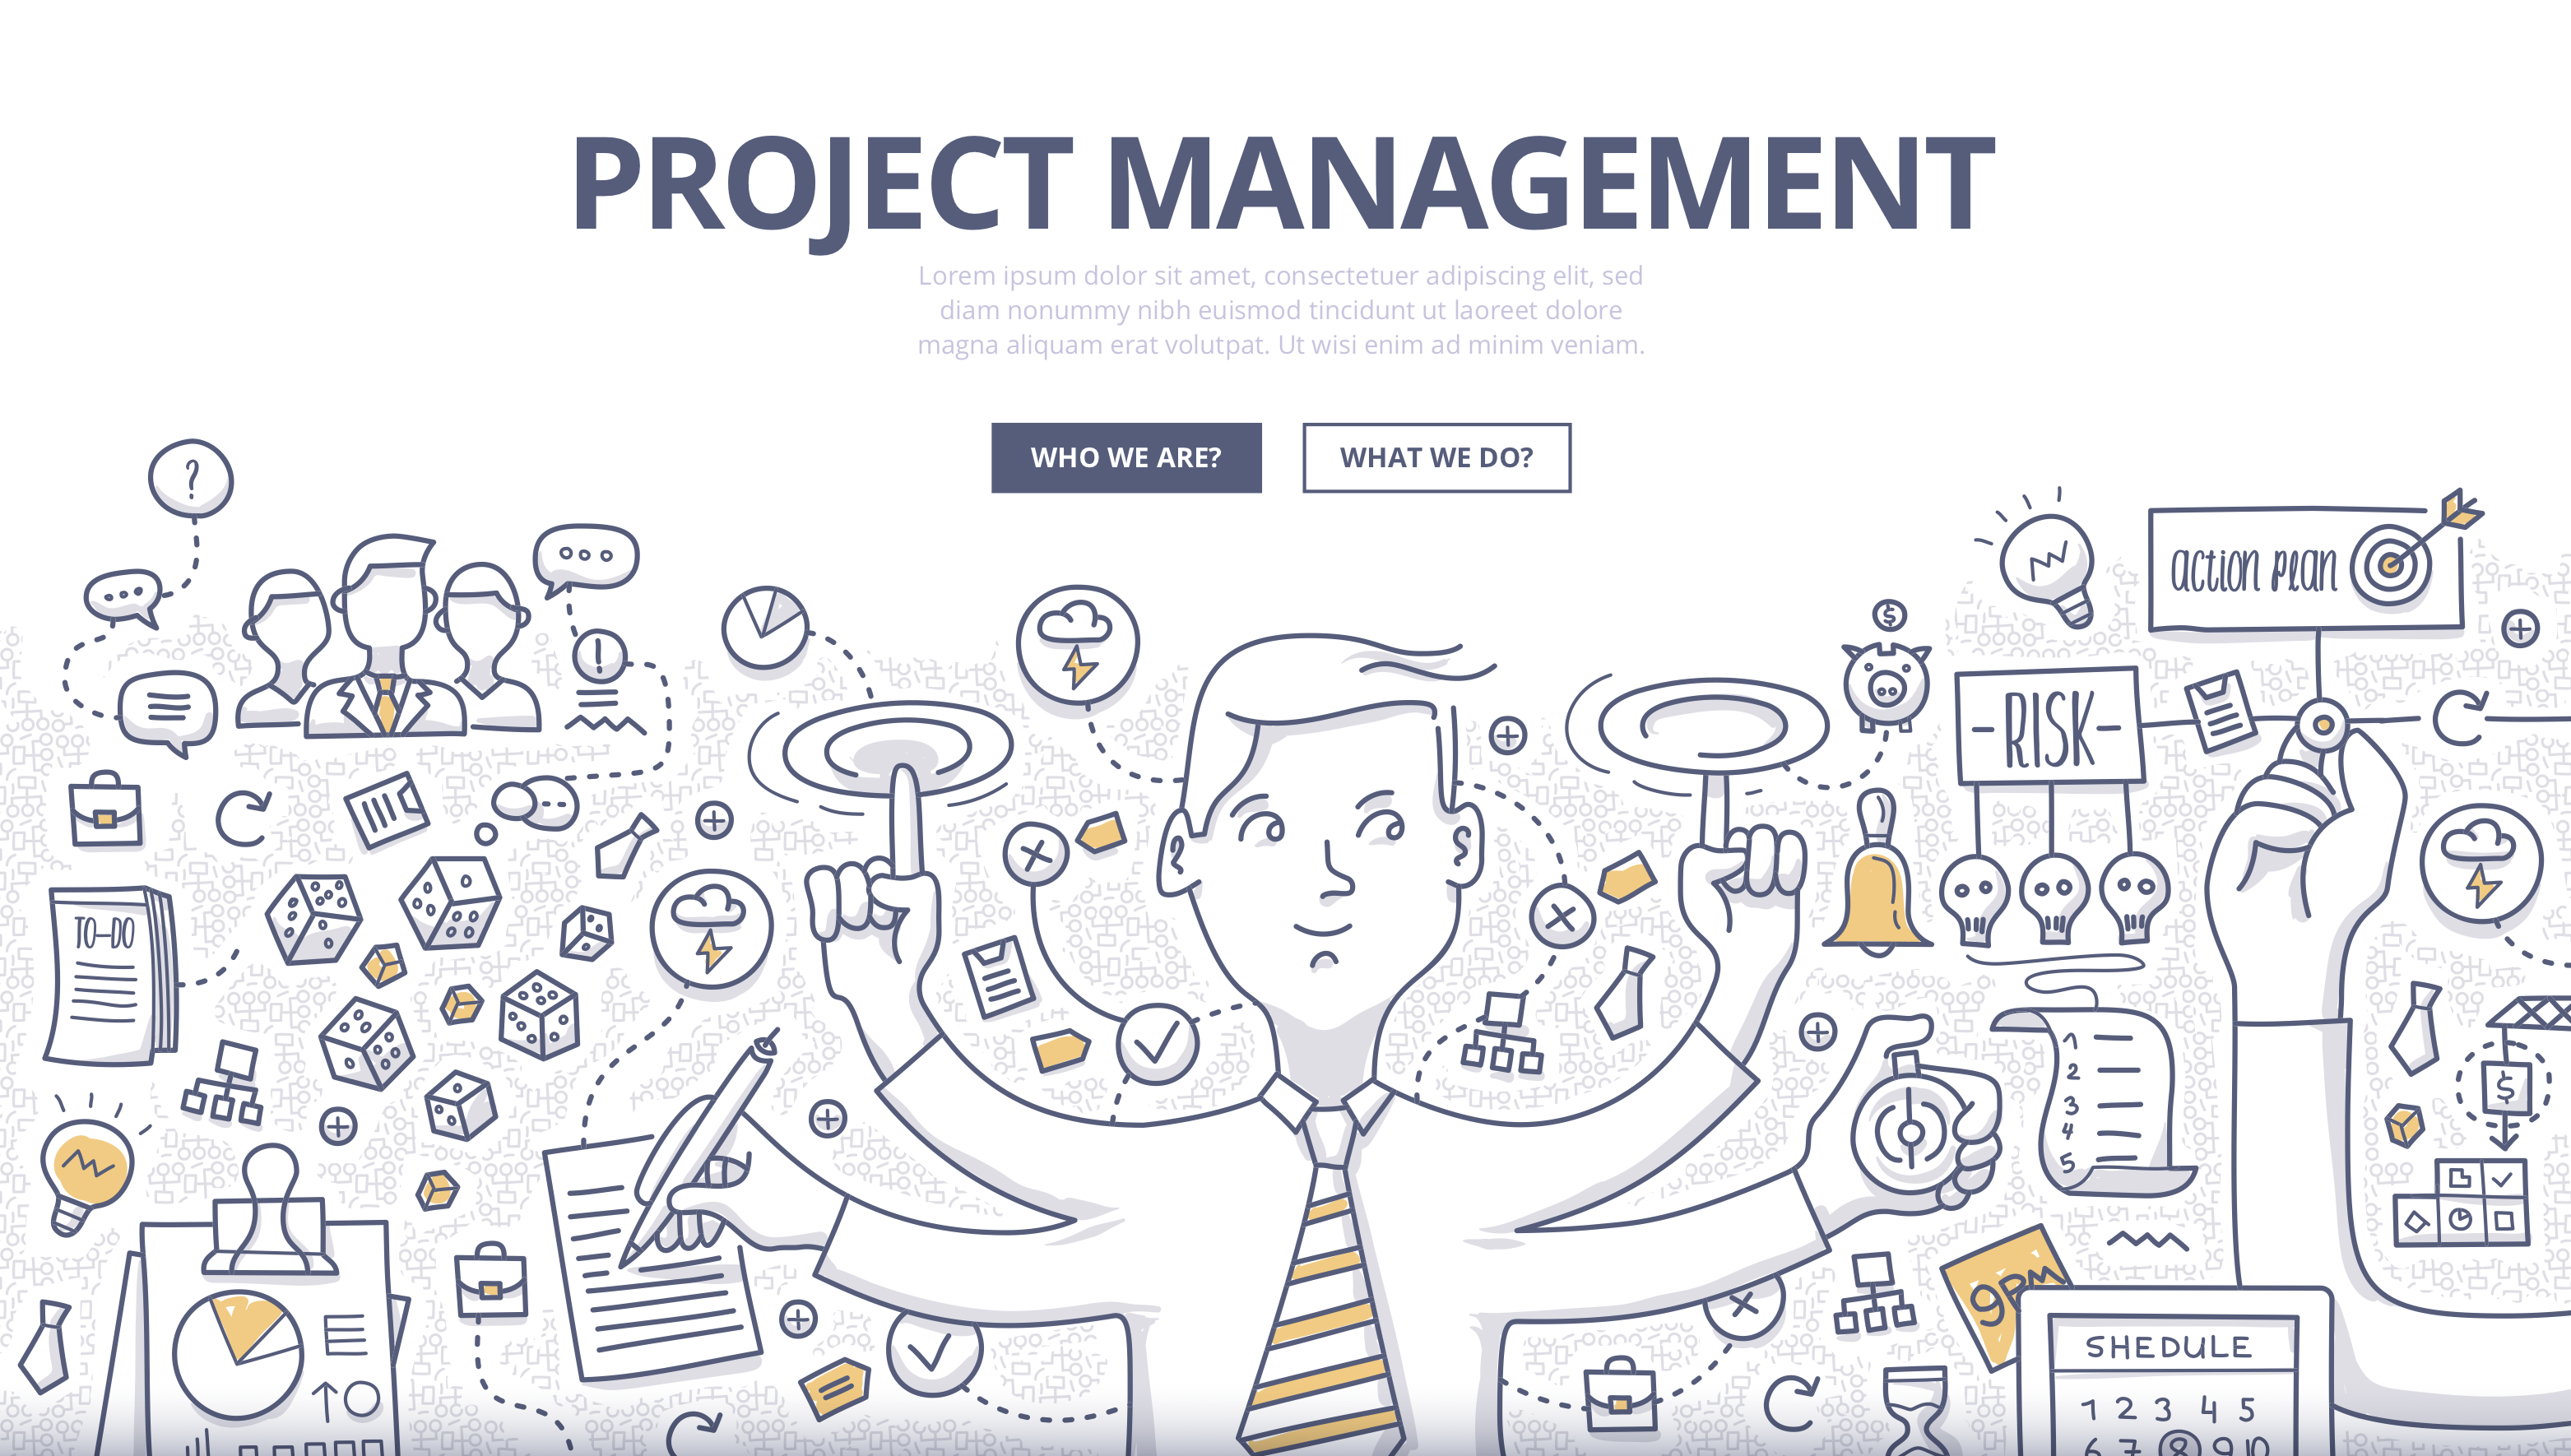 PROJECT MANAGEMENT
Lorem ipsum dolor sit amet, consectetuer adipiscing elit, sed
diam nonummy nibh euismod tincidunt ut laoreet dolore
magna aliquam erat volutpat. Ut wisi enim ad minim veniam.
WHO WE ARE?
WHAT WE DO?
?
!
action plan
$
-RISK-
TO-DO
1
2
3
4
5
$
9PM
SHEDULE
1 2 3 4 5
6 7 8 9 10